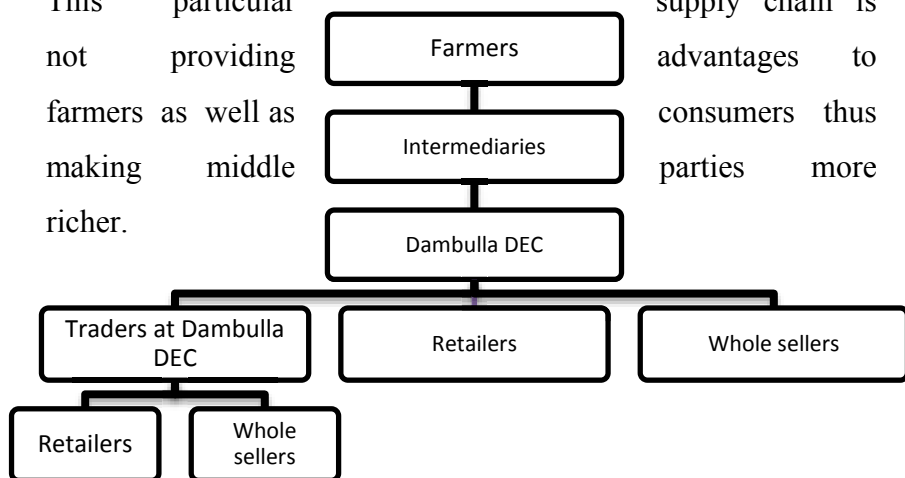 This particular supply chain is
not providing advantages to
farmers as well as consumers thus
making middle parties more
richer.
Farmers
Intermediaries
Dambulla DEC
Traders at Dambulla
DEC
Retailers
Whole sellers
Retailers
Whole
sellers